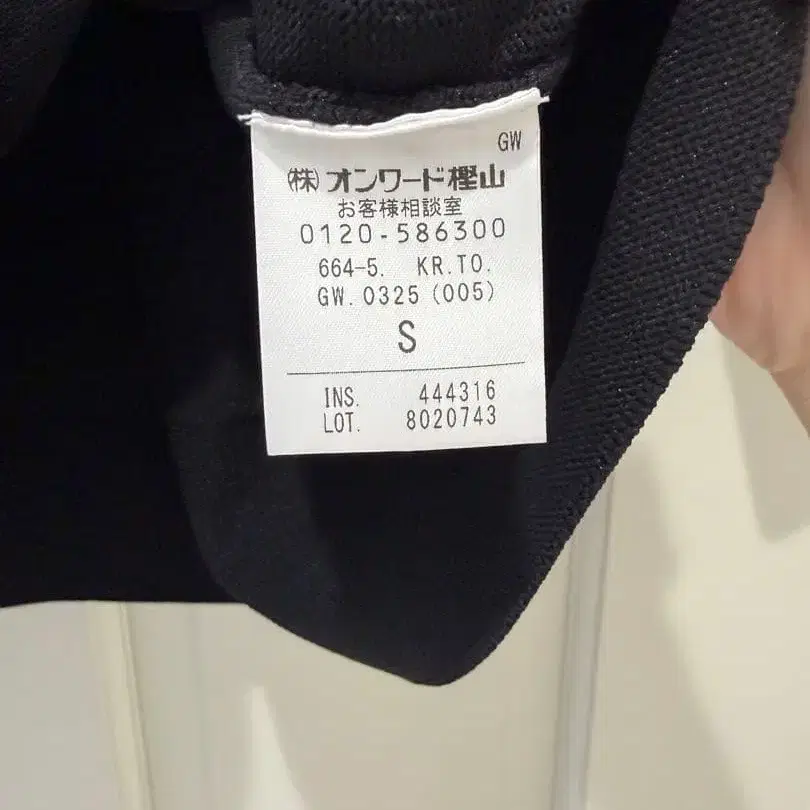 GW
㈱オンワード樫山
お客様相談室
0120-586300
664-5. KR.TO.
GW.0325(005)
S
INS. 444316
LOT. 8020743